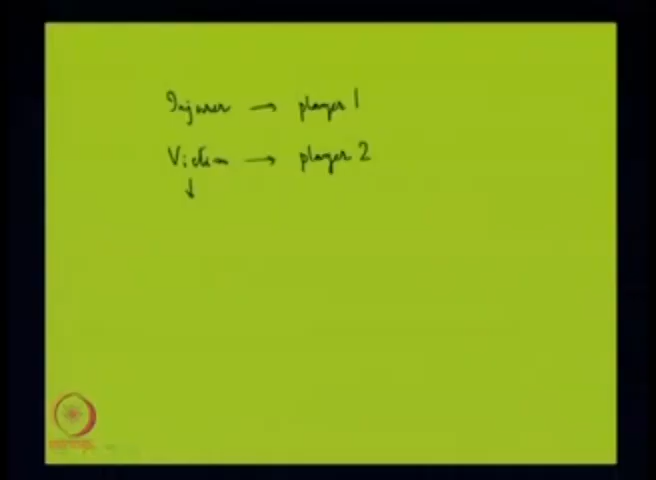 Injurer → player 1
Victim → player 2
↓